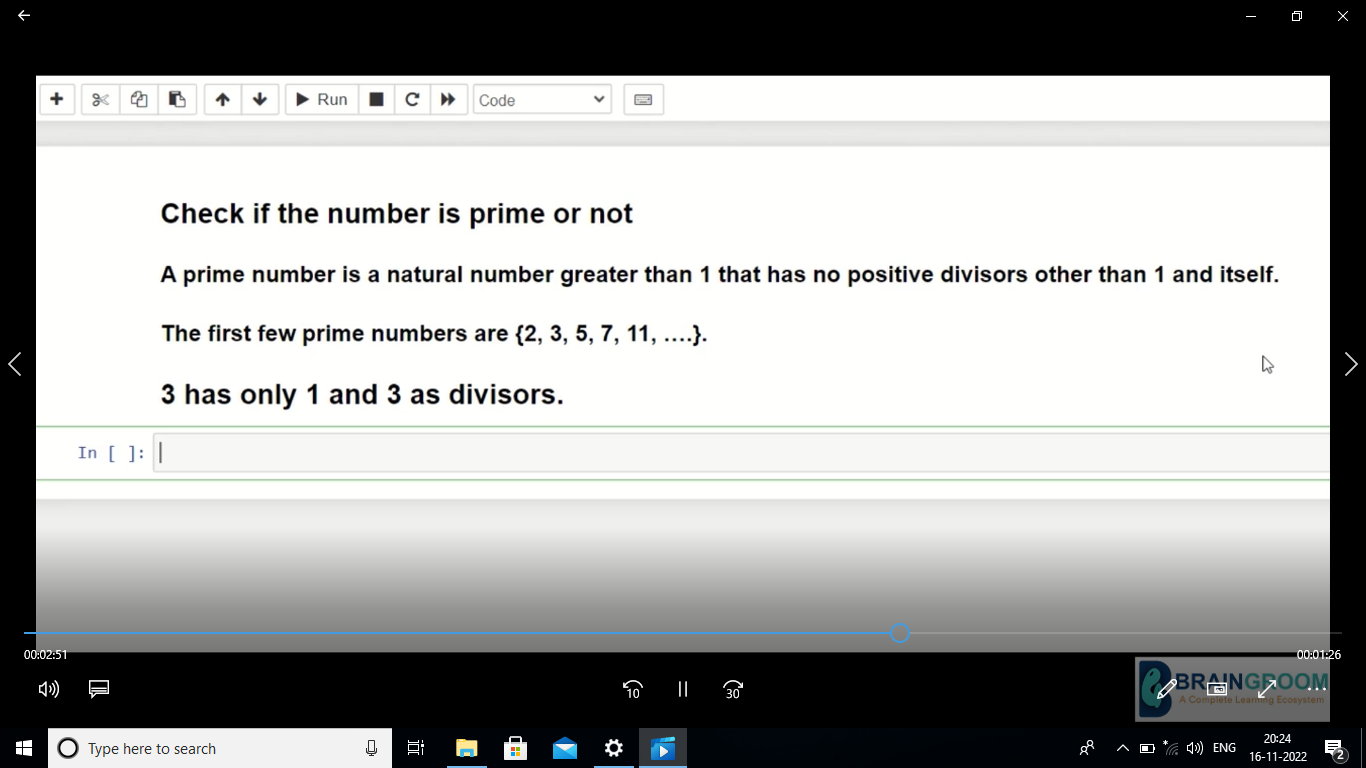 Run
Code
Check if the number is prime or not
A prime number is a natural number greater than 1 that has no positive divisors other than 1 and itself.
The first few prime numbers are {2, 3, 5, 7, 11, ....}.
3 has only 1 and 3 as divisors.
In [ ]:
00:02:51
00:01:26
10
30
BRAINGROOM
A Complete Learning Ecosystem
Type here to search
ENG
20:24
16-11-2022
2